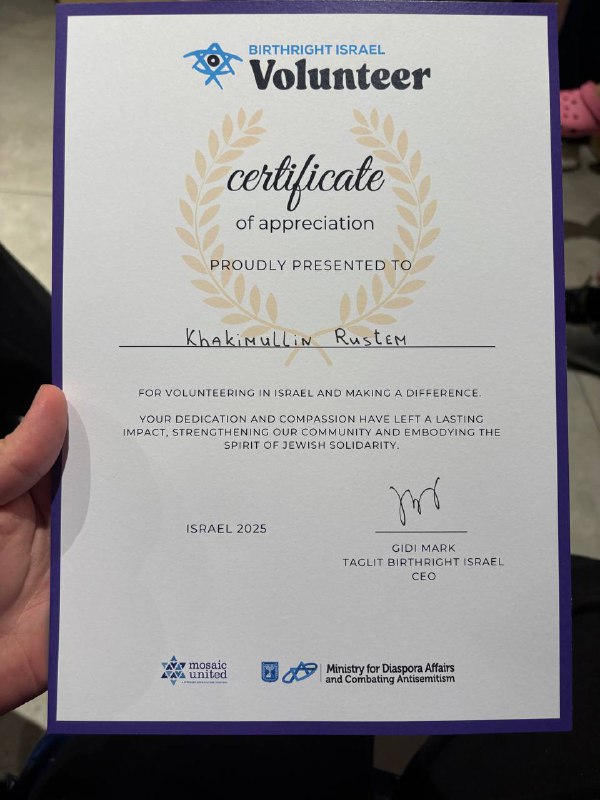 BIRTHRIGHT ISRAEL
Volunteer
certificate
of appreciation
PROUDLY PRESENTED TO
Khakimullin Rustem
FOR VOLUNTEERING IN ISRAEL AND MAKING A DIFFERENCE.
YOUR DEDICATION AND COMPASSION HAVE LEFT A LASTING
IMPACT, STRENGTHENING OUR COMMUNITY AND EMBODYING THE
SPIRIT OF JEWISH SOLIDARITY.
ISRAEL 2025
GIDI MARK
TAGLIT BIRTHRIGHT ISRAEL
CEO
mosaic
united
Ministry for Diaspora Affairs
and Combating Antisemitism